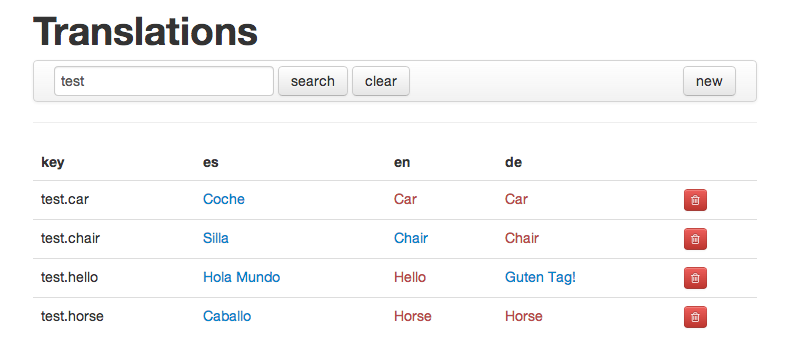 Translations
test search clear new
key es en de
test.car Coche Car Car
test.chair Silla Chair Chair
test.hello Hola Mundo Hello Guten Tag!
test.horse Caballo Horse Horse